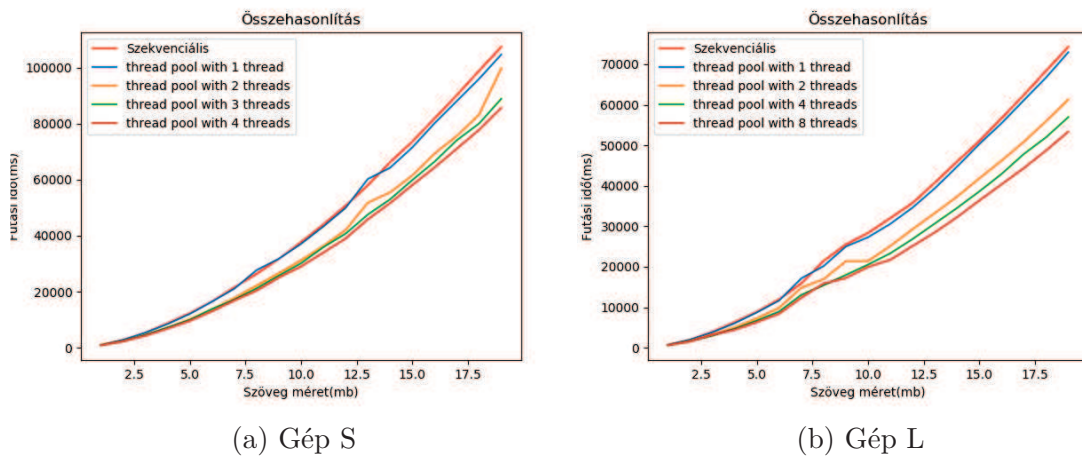 Összehasonlítás
Szekvenciális
thread pool with 1 thread
thread pool with 2 threads
thread pool with 3 threads
thread pool with 4 threads
100000
80000
60000
40000
20000
0
Futási idő(ms)
2.5 5.0 7.5 10.0 12.5 15.0 17.5
Szöveg méret(mb)
(a) Gép S
Összehasonlítás
Szekvenciális
thread pool with 1 thread
thread pool with 2 threads
thread pool with 4 threads
thread pool with 8 threads
70000
60000
50000
40000
30000
20000
10000
0
Futási idő(ms)
2.5 5.0 7.5 10.0 12.5 15.0 17.5
Szöveg méret(mb)
(b) Gép L